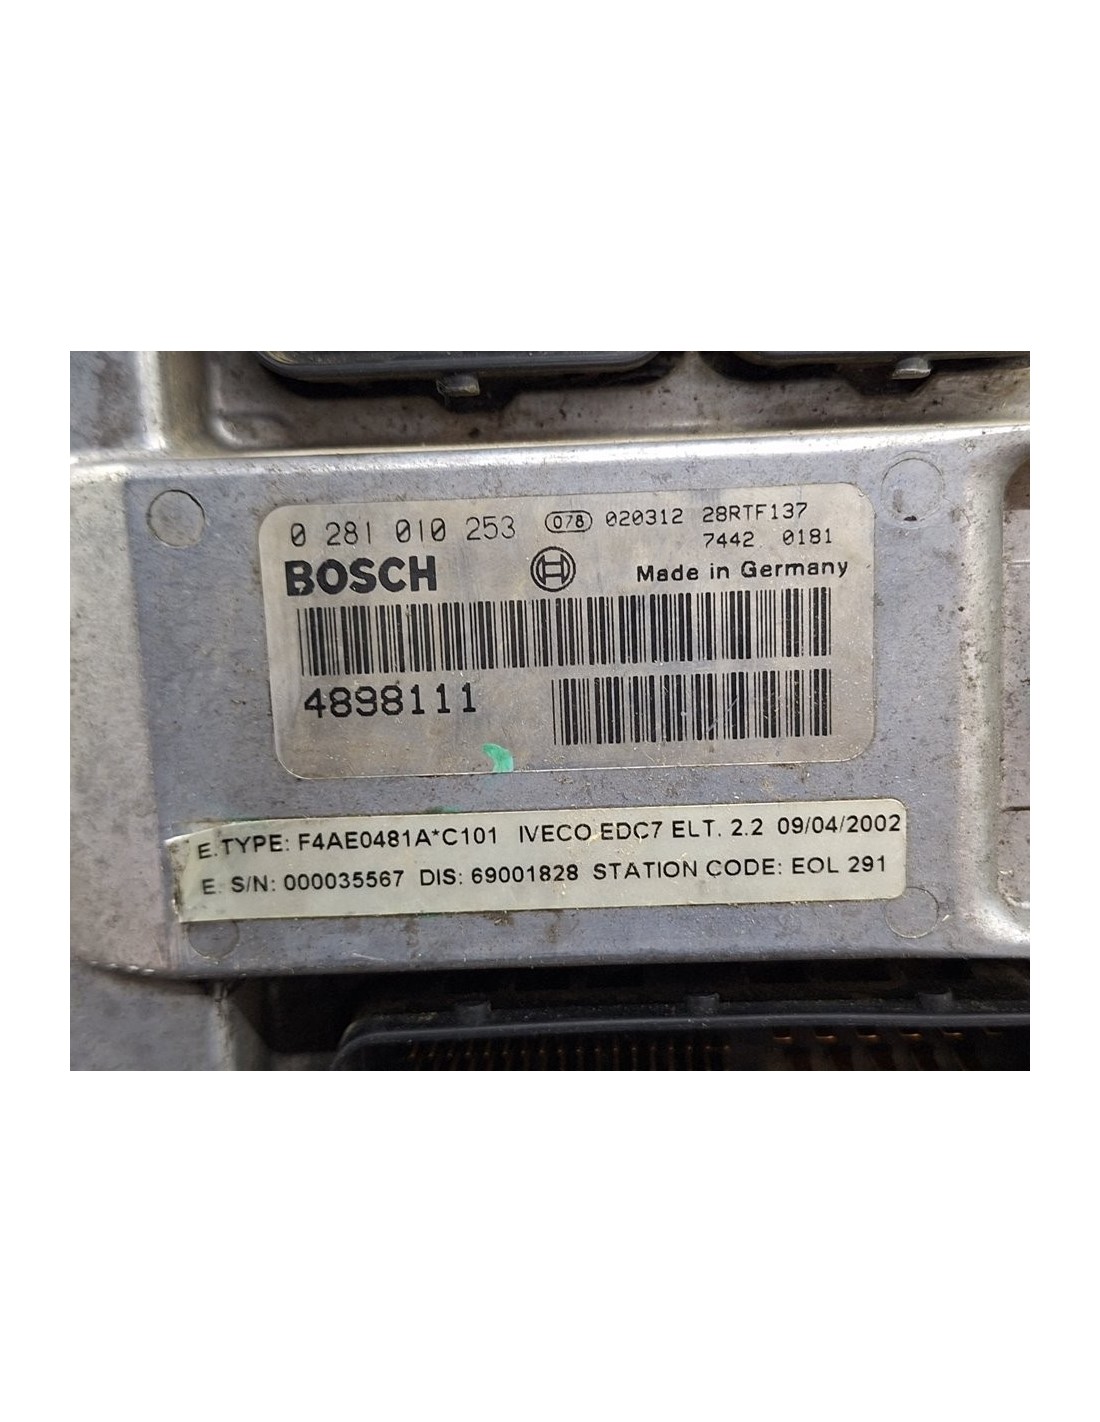 0 281 010 253 078 020312 28RTF137
7442 0181
BOSCH Made in Germany
4898111
E.TYPE: F4AE0481A*C101 IVECO EDC7 ELT. 2.2 09/04/2002
E. S/N: 000035567 DIS: 69001828 STATION CODE: EOL 291